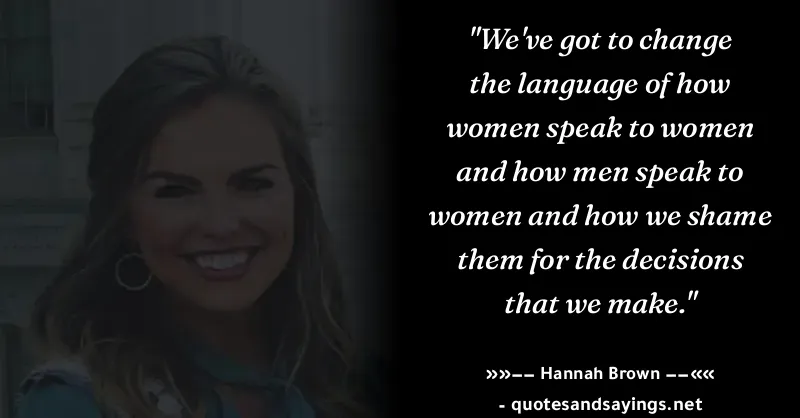 "We've got to change
the language of how
women speak to women
and how men speak to
women and how we shame
them for the decisions
that we make."
»»−− Hannah Brown −−««
- quotesandsayings.net